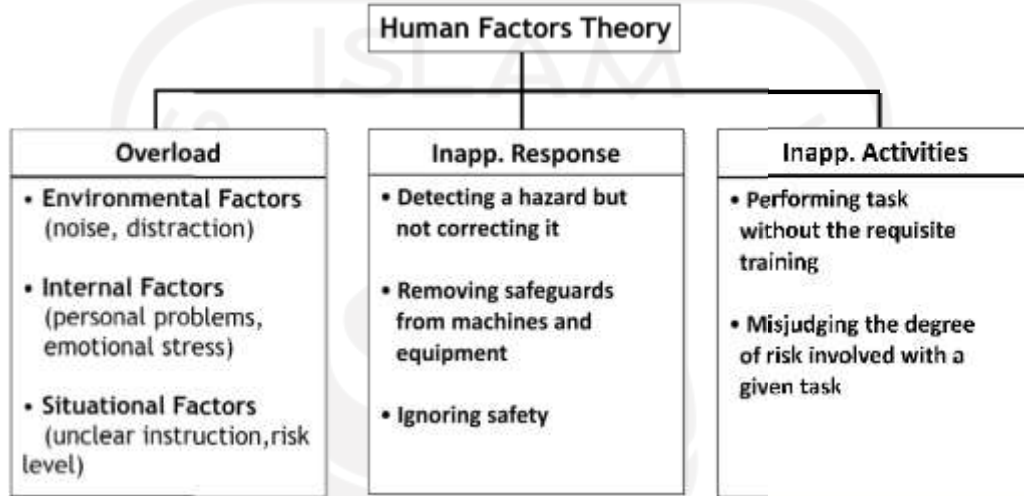 ISLAM
Human Factors Theory
Overload
• Environmental Factors
(noise, distraction)
• Internal Factors
(personal problems,
emotional stress)
• Situational Factors
(unclear instruction,risk
level)
Inapp. Response
• Detecting a hazard but
not correcting it
• Removing safeguards
from machines and
equipment
• Ignoring safety
Inapp. Activities
• Performing task
without the requisite
training
• Misjudging the degree
of risk involved with a
given task